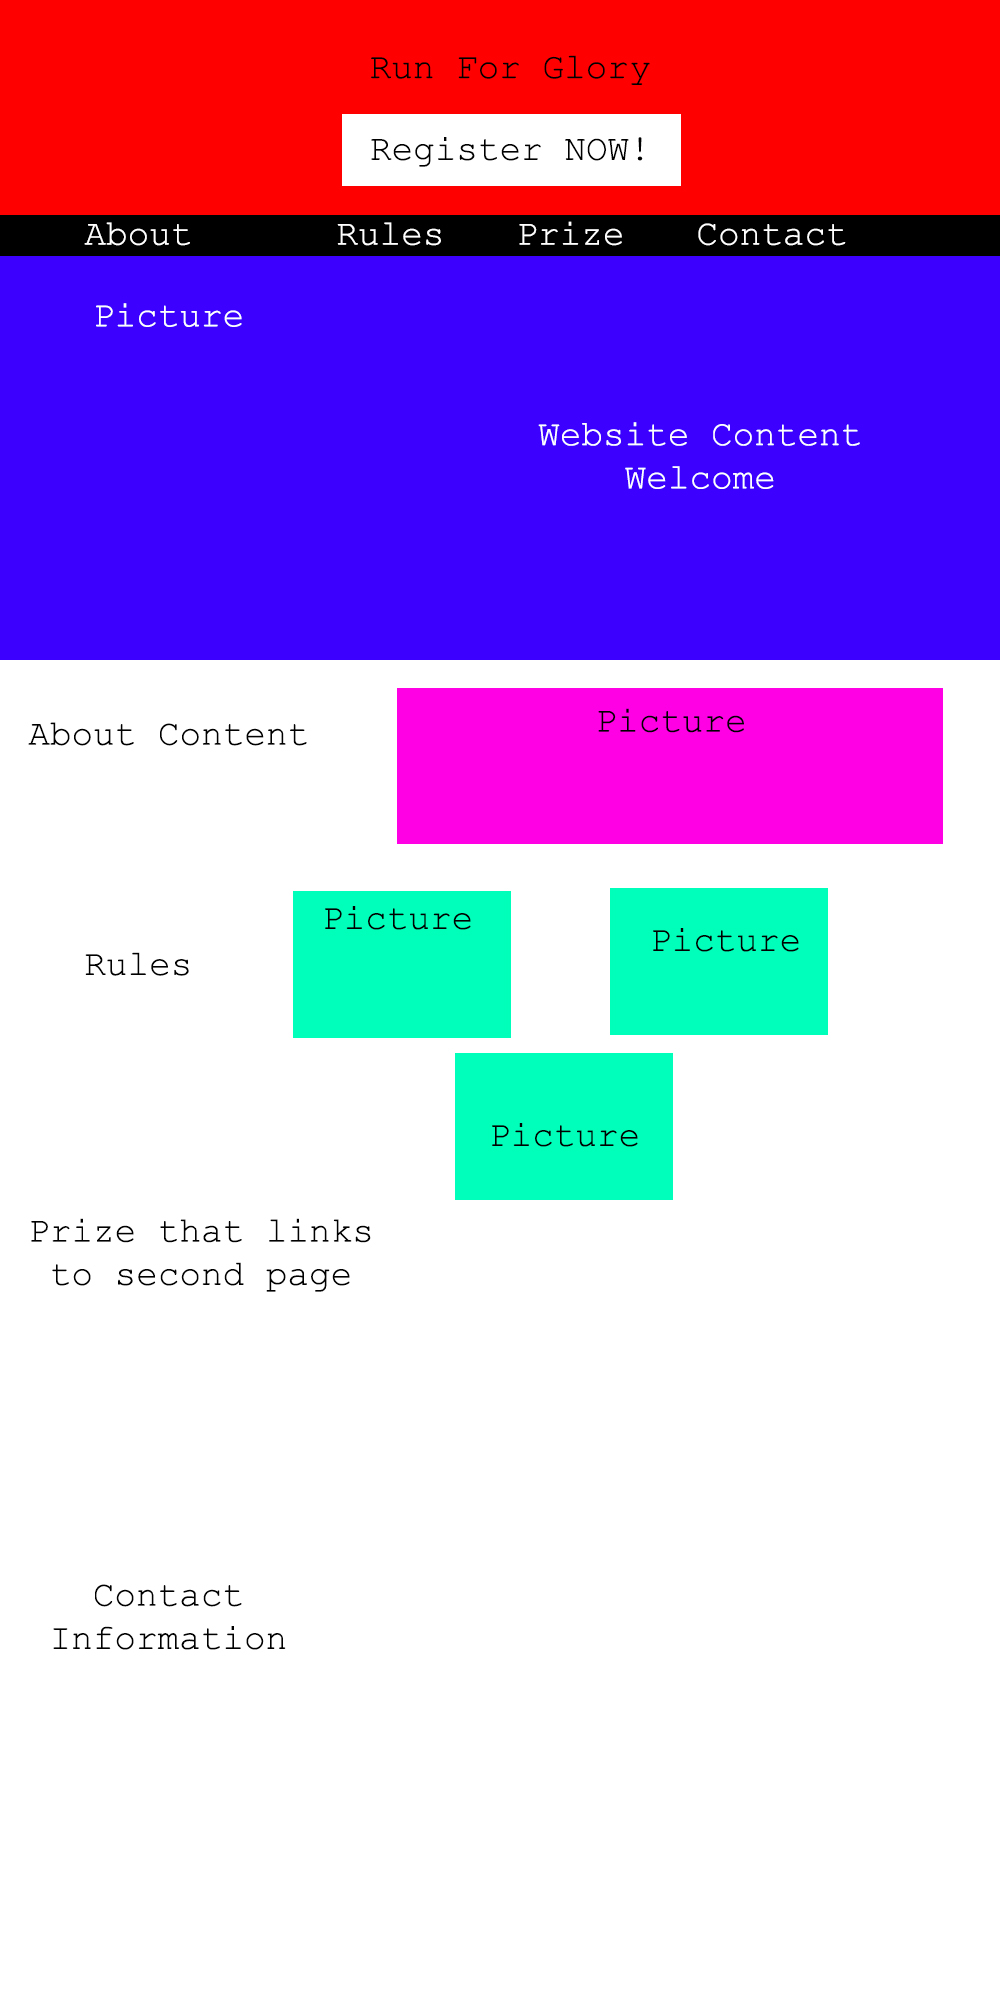 Run For Glory
Register NOW!
About Rules Prize Contact
Picture
Website Content
Welcome
About Content
Picture
Picture
Picture
Rules
Picture
Prize that links
to second page
Contact
Information